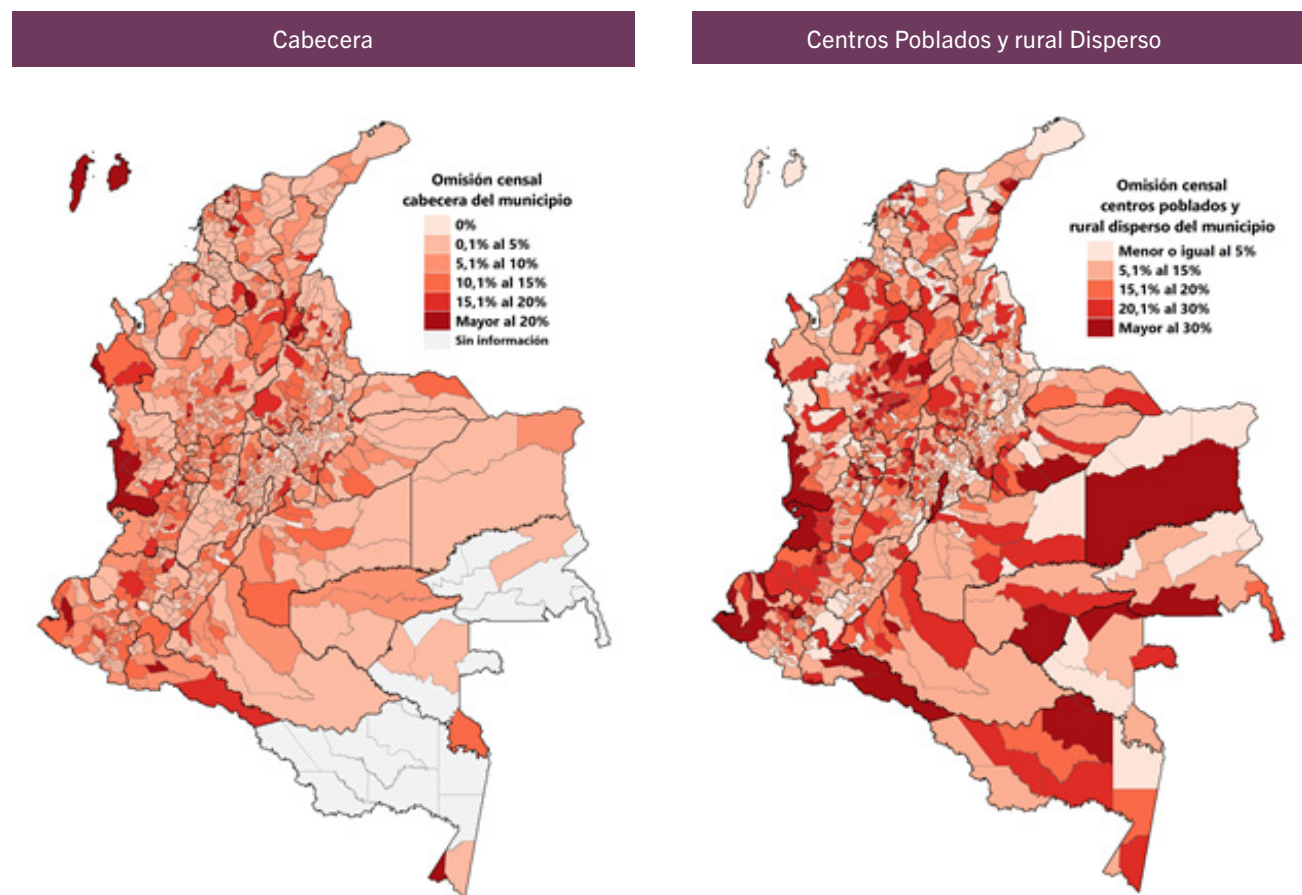 Cabecera
Omisión censal
cabecera del municipio
0%
0,1% al 5%
5,1% al 10%
10,1% al 15%
15,1% al 20%
Mayor al 20%
Sin información
Centros Poblados y rural Disperso
Omisión censal
centros poblados y
rural disperso del municipio
Menor o igual al 5%
5,1% al 15%
15,1% al 20%
20,1% al 30%
Mayor al 30%